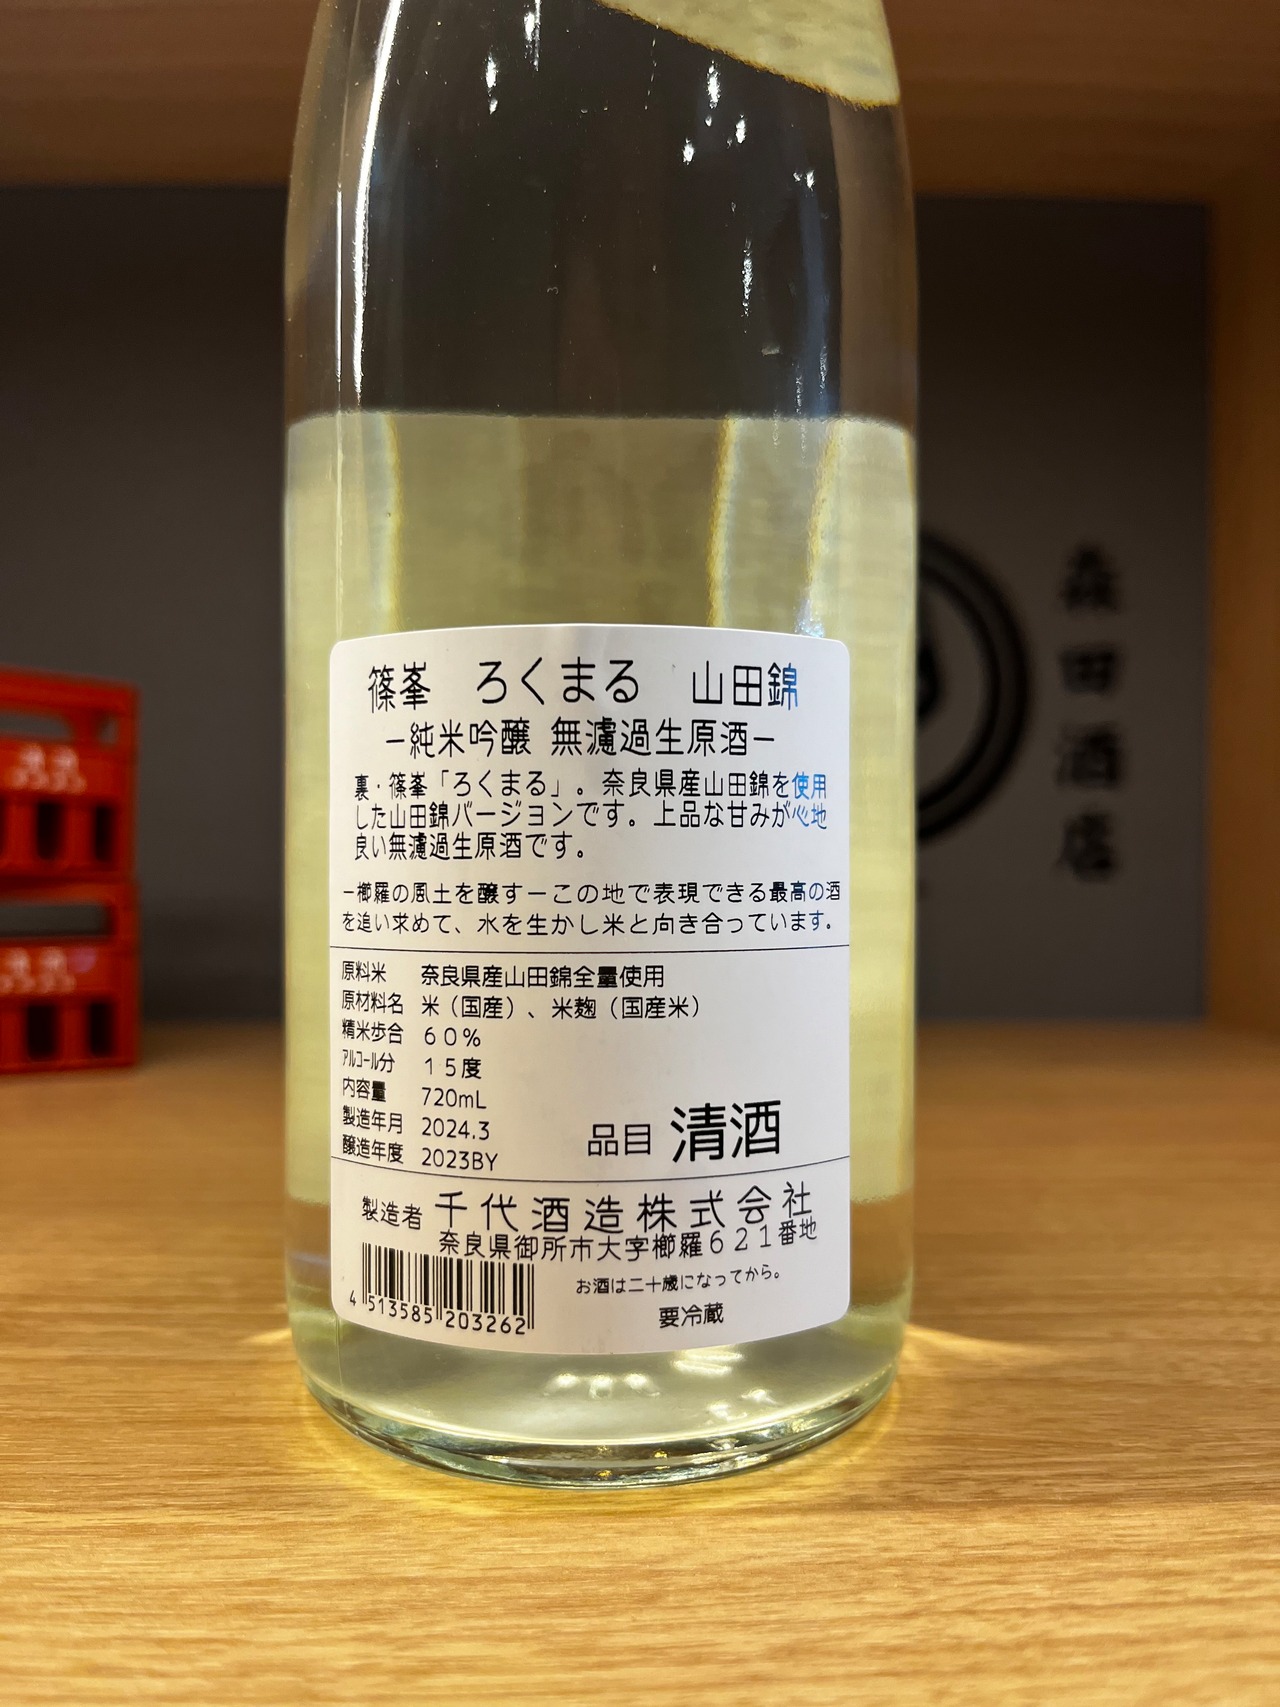 篠峯 ろくまる 山田錦
―純米吟醸 無濾過生原酒―
裏・篠峯「ろくまる」。奈良県産山田錦を使用
した山田錦バージョンです。上品な甘みが心地
良い無濾過生原酒です。
―櫛羅の風土を醸す―この地で表現できる最高の酒
を追い求めて、水を生かし米と向き合っています。
原料米 奈良県産山田錦全量使用
原材料名 米（国産）、米麹（国産米）
精米歩合 60%
アルコール分 15度
内容量 720mL
製造年月 2024.3
醸造年度 2023BY
品目 清酒
製造者 千代酒造株式会社
奈良県御所市大字櫛羅621番地
お酒は二十歳になってから。
要冷蔵
4 513585 203262
森田酒店